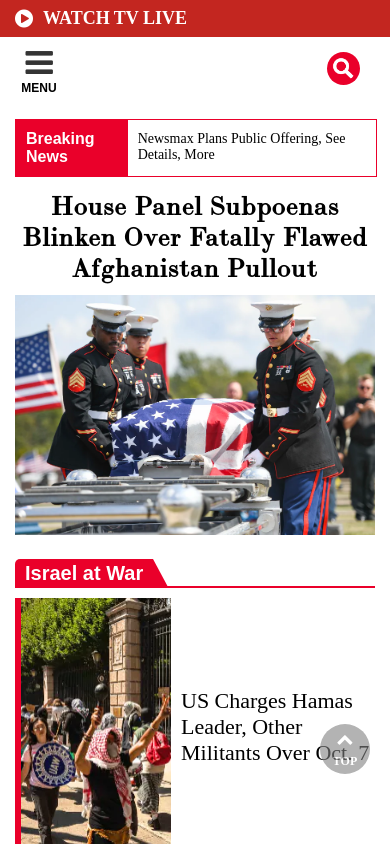 WATCH TV LIVE
MENU
Breaking
News
Newsmax Plans Public Offering, See
Details, More
House Panel Subpoenas
Blinken Over Fatally Flawed
Afghanistan Pullout
Israel at War
US Charges Hamas
Leader, Other
Militants Over Oct. 7
TOP